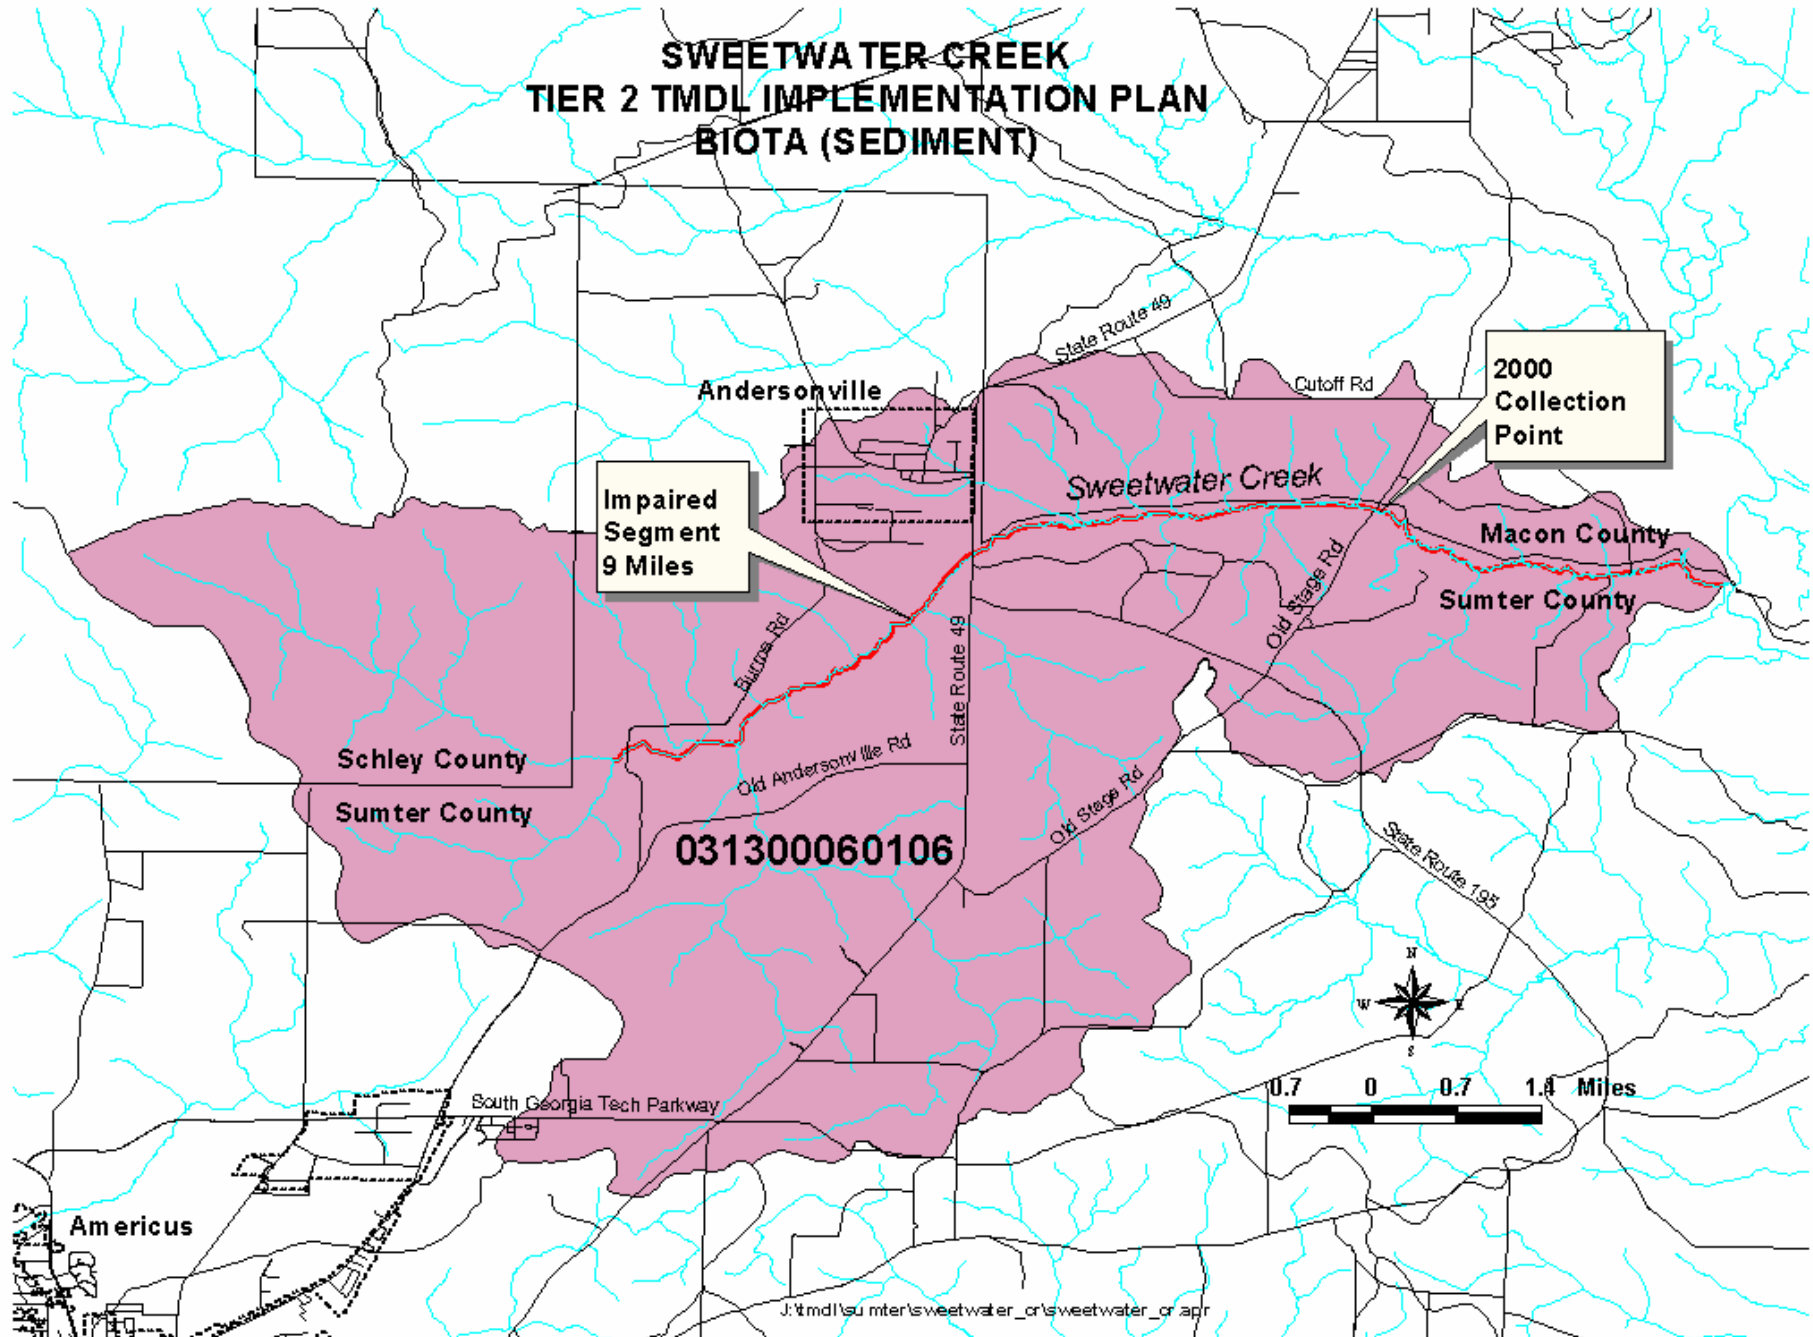 SWEETWATER CREEK
TIER 2 TMDL IMPLEMENTATION PLAN
BIOTA (SEDIMENT)
State Route 49
2000
Collection
Point
Andersonville
Cutoff Rd
Sweetwater Creek
Impaired
Segment
9 Miles
Macon County
Old Stage Rd
Sumter County
Burma Rd
State Route 49
Schley County
Old Andersonville Rd
Sumter County
Old Stage Rd
031300060106
State Route 195
N
W
E
S
0.7 0 0.7 1.4 Miles
South Georgia Tech Parkway
Americus
J:\tmdl\sumter\sweetwater_cr\sweetwater_cr.apr